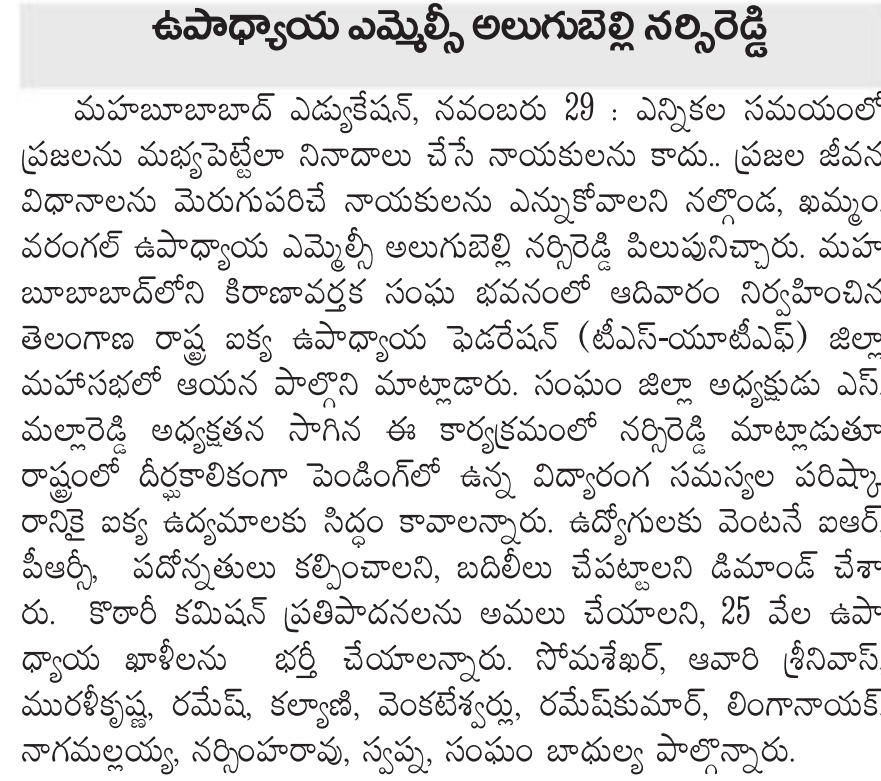 ఉపాధ్యాయ ఎమ్మెల్సీ అలుగుబెల్లి నర్సిరెడ్డి
మహబూబాబాద్ ఎడ్యుకేషన్, నవంబరు 29 : ఎన్నికల సమయంలో
ప్రజలను మభ్యపెట్టేలా నినాదాలు చేసే నాయకులను కాదు.. ప్రజల జీవన
విధానాలను మెరుగుపరిచే నాయకులను ఎన్నుకోవాలని నల్గొండ, ఖమ్మం,
వరంగల్ ఉపాధ్యాయ ఎమ్మెల్సీ అలుగుబెల్లి నర్సిరెడ్డి పిలుపునిచ్చారు. మహ
బూబాబాద్‌లోని కిరాణావర్తక సంఘ భవనంలో ఆదివారం నిర్వహించిన
తెలంగాణ రాష్ట్ర ఐక్య ఉపాధ్యాయ ఫెడరేషన్ (టీఎస్-యూటీఎఫ్) జిల్లా
మహాసభలో ఆయన పాల్గొని మాట్లాడారు. సంఘం జిల్లా అధ్యక్షుడు ఎస్.
మల్లారెడ్డి అధ్యక్షతన సాగిన ఈ కార్యక్రమంలో నర్సిరెడ్డి మాట్లాడుతూ
రాష్ట్రంలో దీర్ఘకాలికంగా పెండింగ్‌లో ఉన్న విద్యారంగ సమస్యల పరిష్కా
రానికై ఐక్య ఉద్యమాలకు సిద్ధం కావాలన్నారు. ఉద్యోగులకు వెంటనే ఐఆర్,
పీఆర్సీ, పదోన్నతులు కల్పించాలని, బదిలీలు చేపట్టాలని డిమాండ్ చేశా
రు. కొఠారీ కమిషన్ ప్రతిపాదనలను అమలు చేయాలని, 25 వేల ఉపా
ధ్యాయ ఖాళీలను భర్తీ చేయాలన్నారు. సోమశేఖర్, ఆవారి శ్రీనివాస్,
మురళీకృష్ణ, రమేష్, కల్యాణి, వెంకటేశ్వర్లు, రమేష్‌కుమార్, లింగానాయక్,
నాగమల్లయ్య, నర్సింహరావు, స్వప్న, సంఘం బాధుల్య పాల్గొన్నారు.